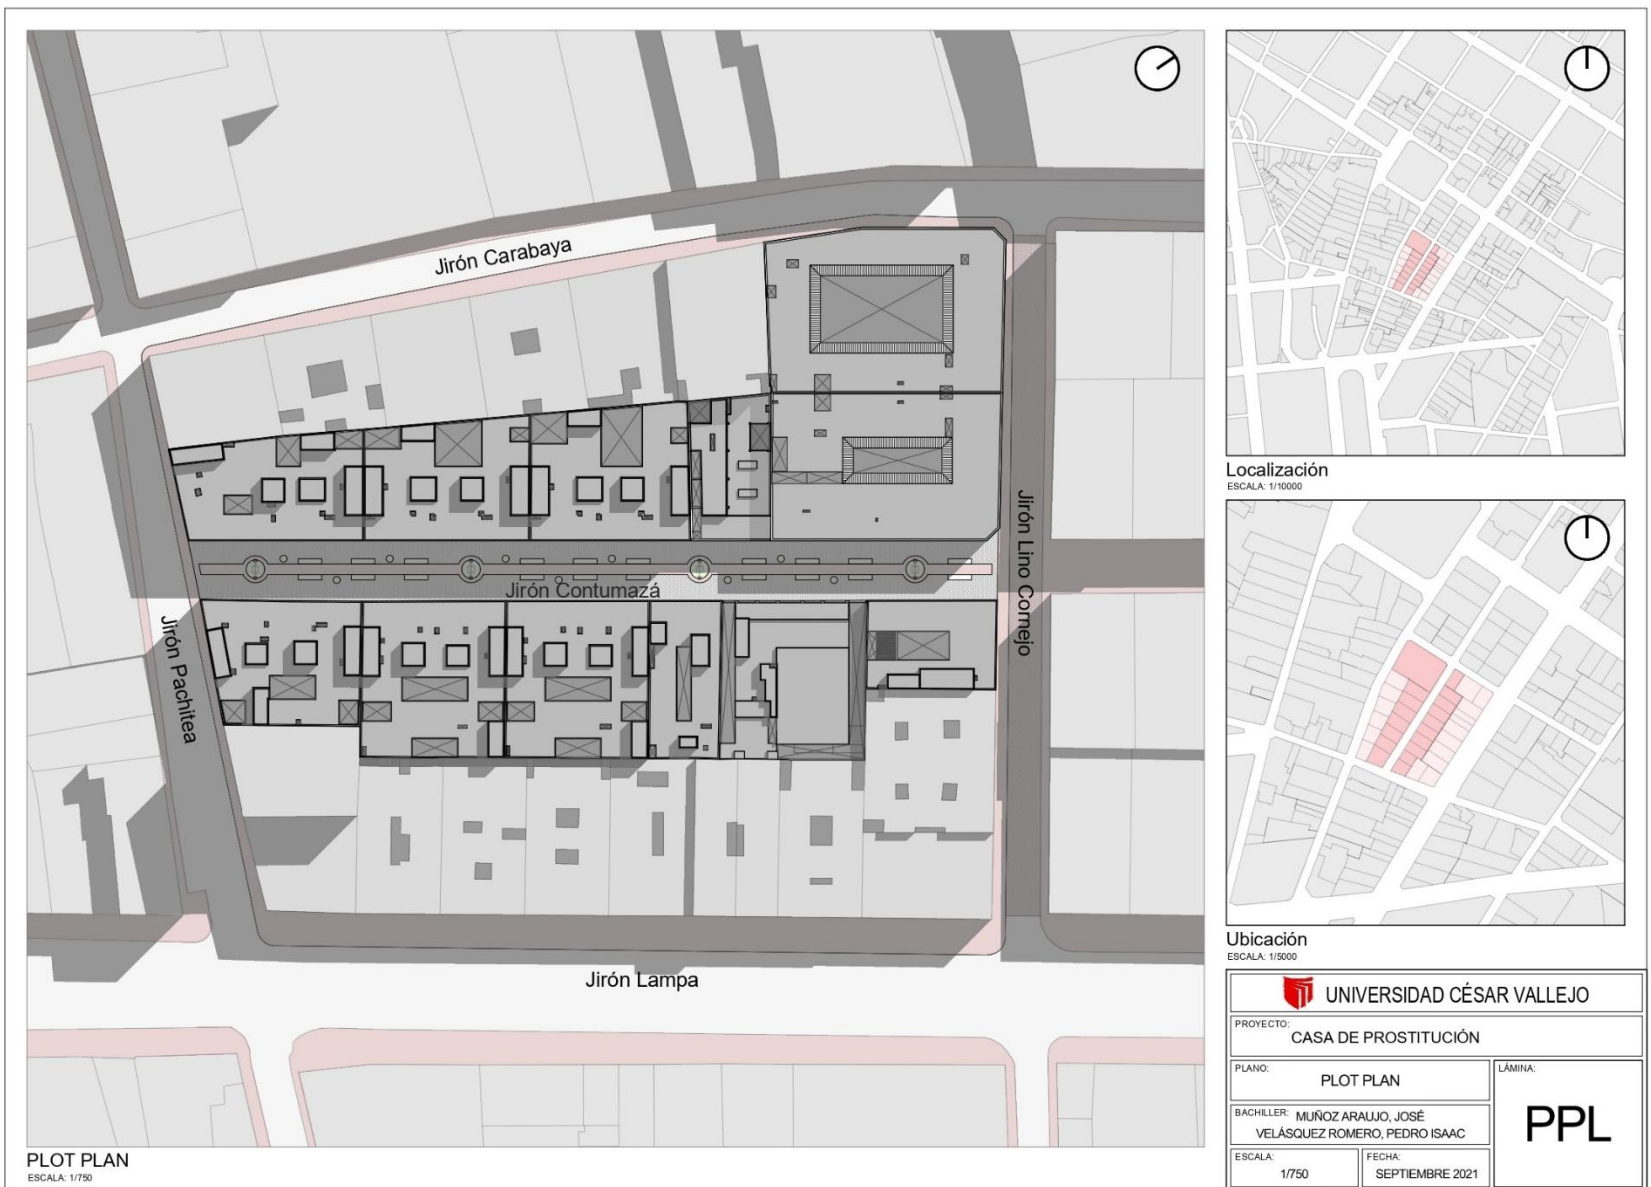 Jirón Carabaya
Jirón Lino Cornejo
Jirón Contumazá
Jirón Pachitea
Jirón Lampa
PLOT PLAN
ESCALA: 1/750
Localización
ESCALA: 1/10000
Ubicación
ESCALA: 1/5000
UNIVERSIDAD CÉSAR VALLEJO
PROYECTO:
CASA DE PROSTITUCIÓN
PLANO:
PLOT PLAN
LÁMINA:
PPL
BACHILLER: MUÑOZ ARAUJO, JOSÉ
VELÁSQUEZ ROMERO, PEDRO ISAAC
ESCALA:
1/750
FECHA:
SEPTIEMBRE 2021